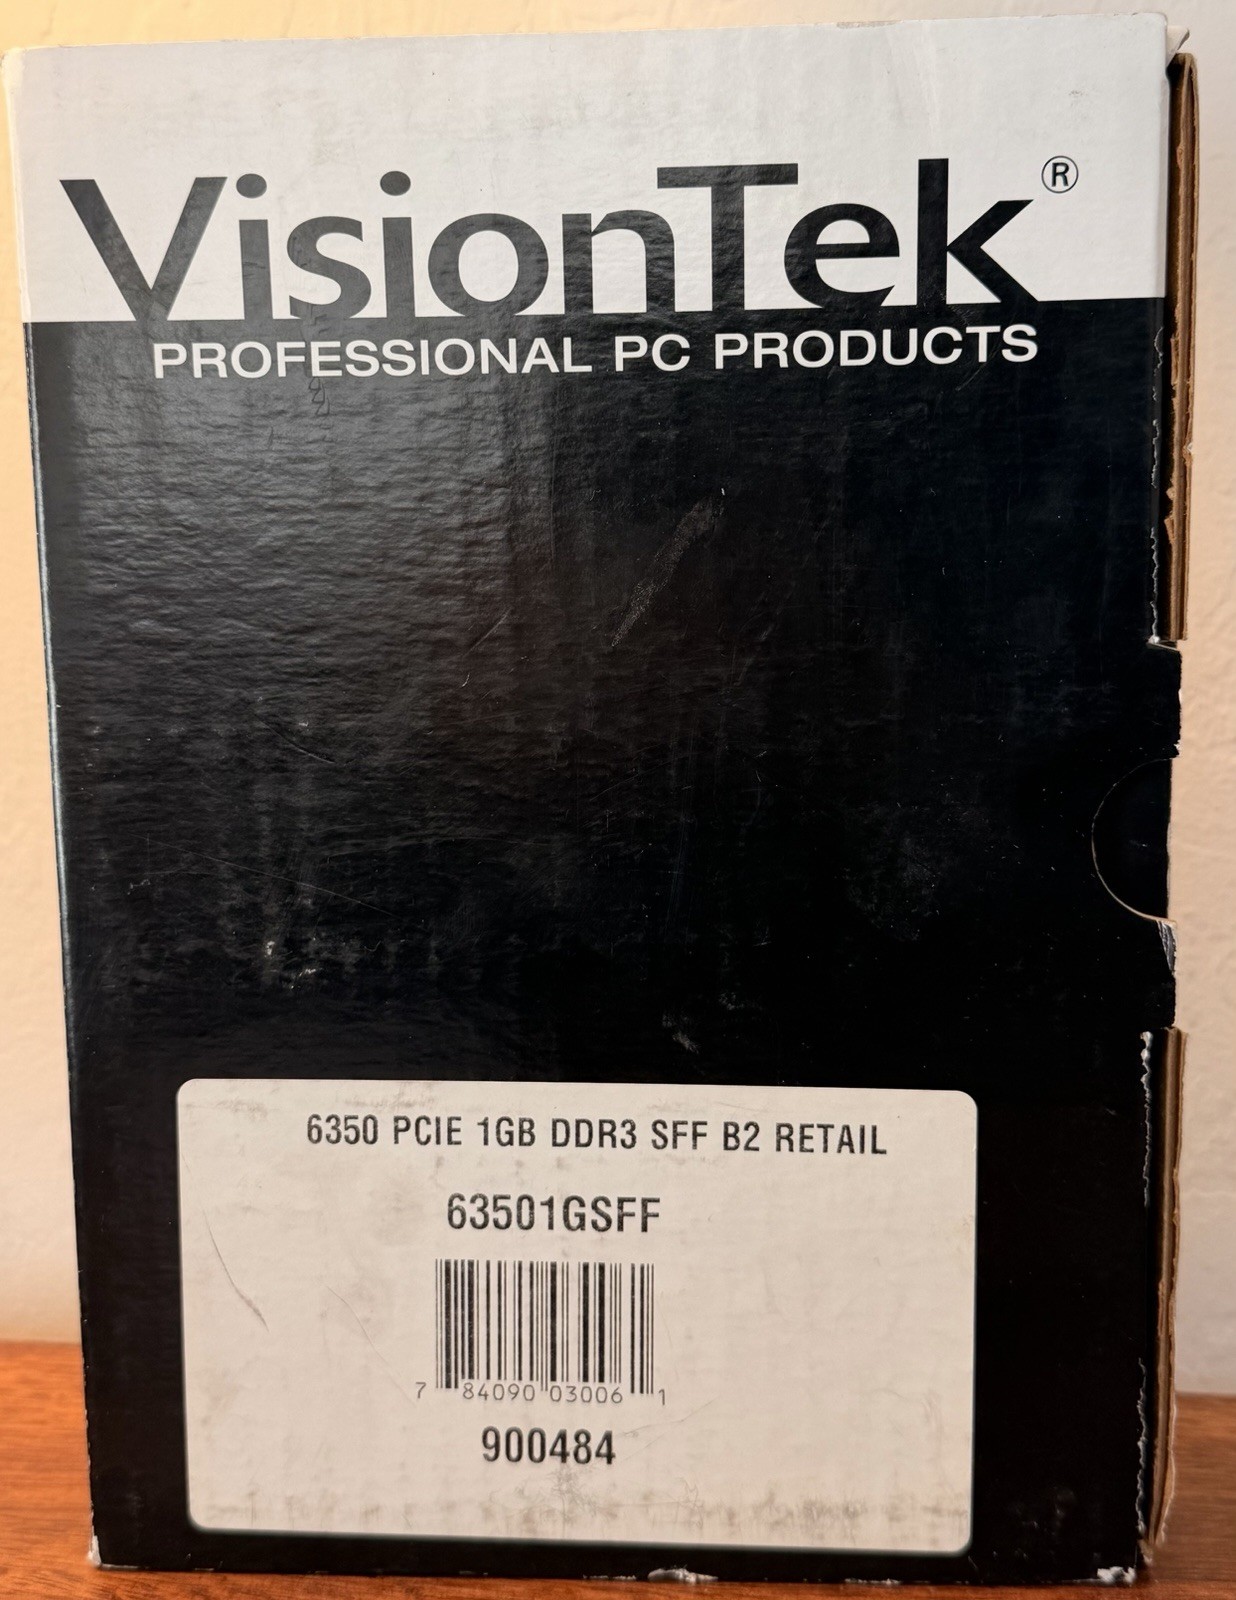 VisionTek®
PROFESSIONAL PC PRODUCTS
6350 PCIE 1GB DDR3 SFF B2 RETAIL
63501GSFF
7 84090 03006 1
900484